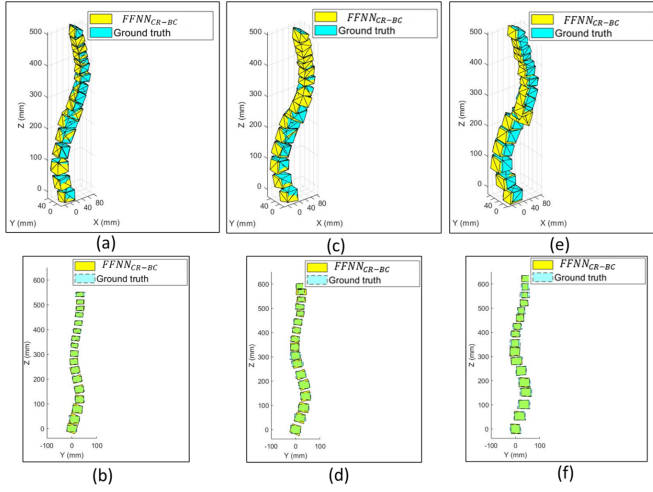 FFNN_CR-BC
Ground truth
500
400
300
200
100
0
Z (mm)
40
0
Y (mm)
0
40
80
X (mm)
(a)
FFNN_CR-BC
Ground truth
500
400
300
200
100
0
Z (mm)
40
0
Y (mm)
0
40
80
X (mm)
(c)
FFNN_CR-BC
Ground truth
500
400
300
200
100
0
Z (mm)
40
0
Y (mm)
0
40
80
X (mm)
(e)
FFNN_CR-BC
Ground truth
600
500
400
300
200
100
0
Z (mm)
-100
0
100
Y (mm)
(b)
FFNN_CR-BC
Ground truth
600
500
400
300
200
100
0
Z (mm)
-100
0
100
Y (mm)
(d)
FFNN_CR-BC
Ground truth
600
500
400
300
200
100
0
Z (mm)
-100
0
100
Y (mm)
(f)